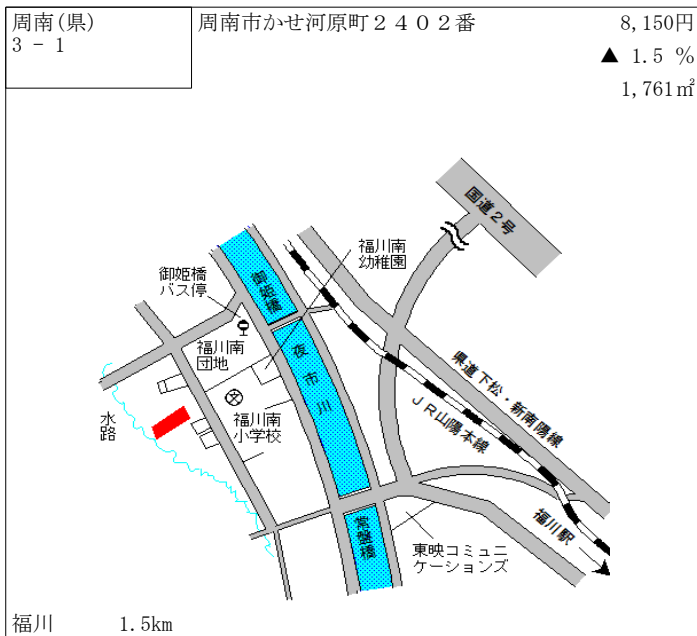 周南(県)
3 - 1
周南市かせ河原町２４０２番
8,150円
▲ 1.5 %
1,761㎡
国道２号
福川南
幼稚園
御姫橋
バス停
御姫橋
福川南
団地
夜市川
県道下松・新南陽線
ＪＲ山陽本線
水路
福川南
小学校
文
常盤橋
東映コミュニ
ケーションズ
福川駅
福川 1.5km